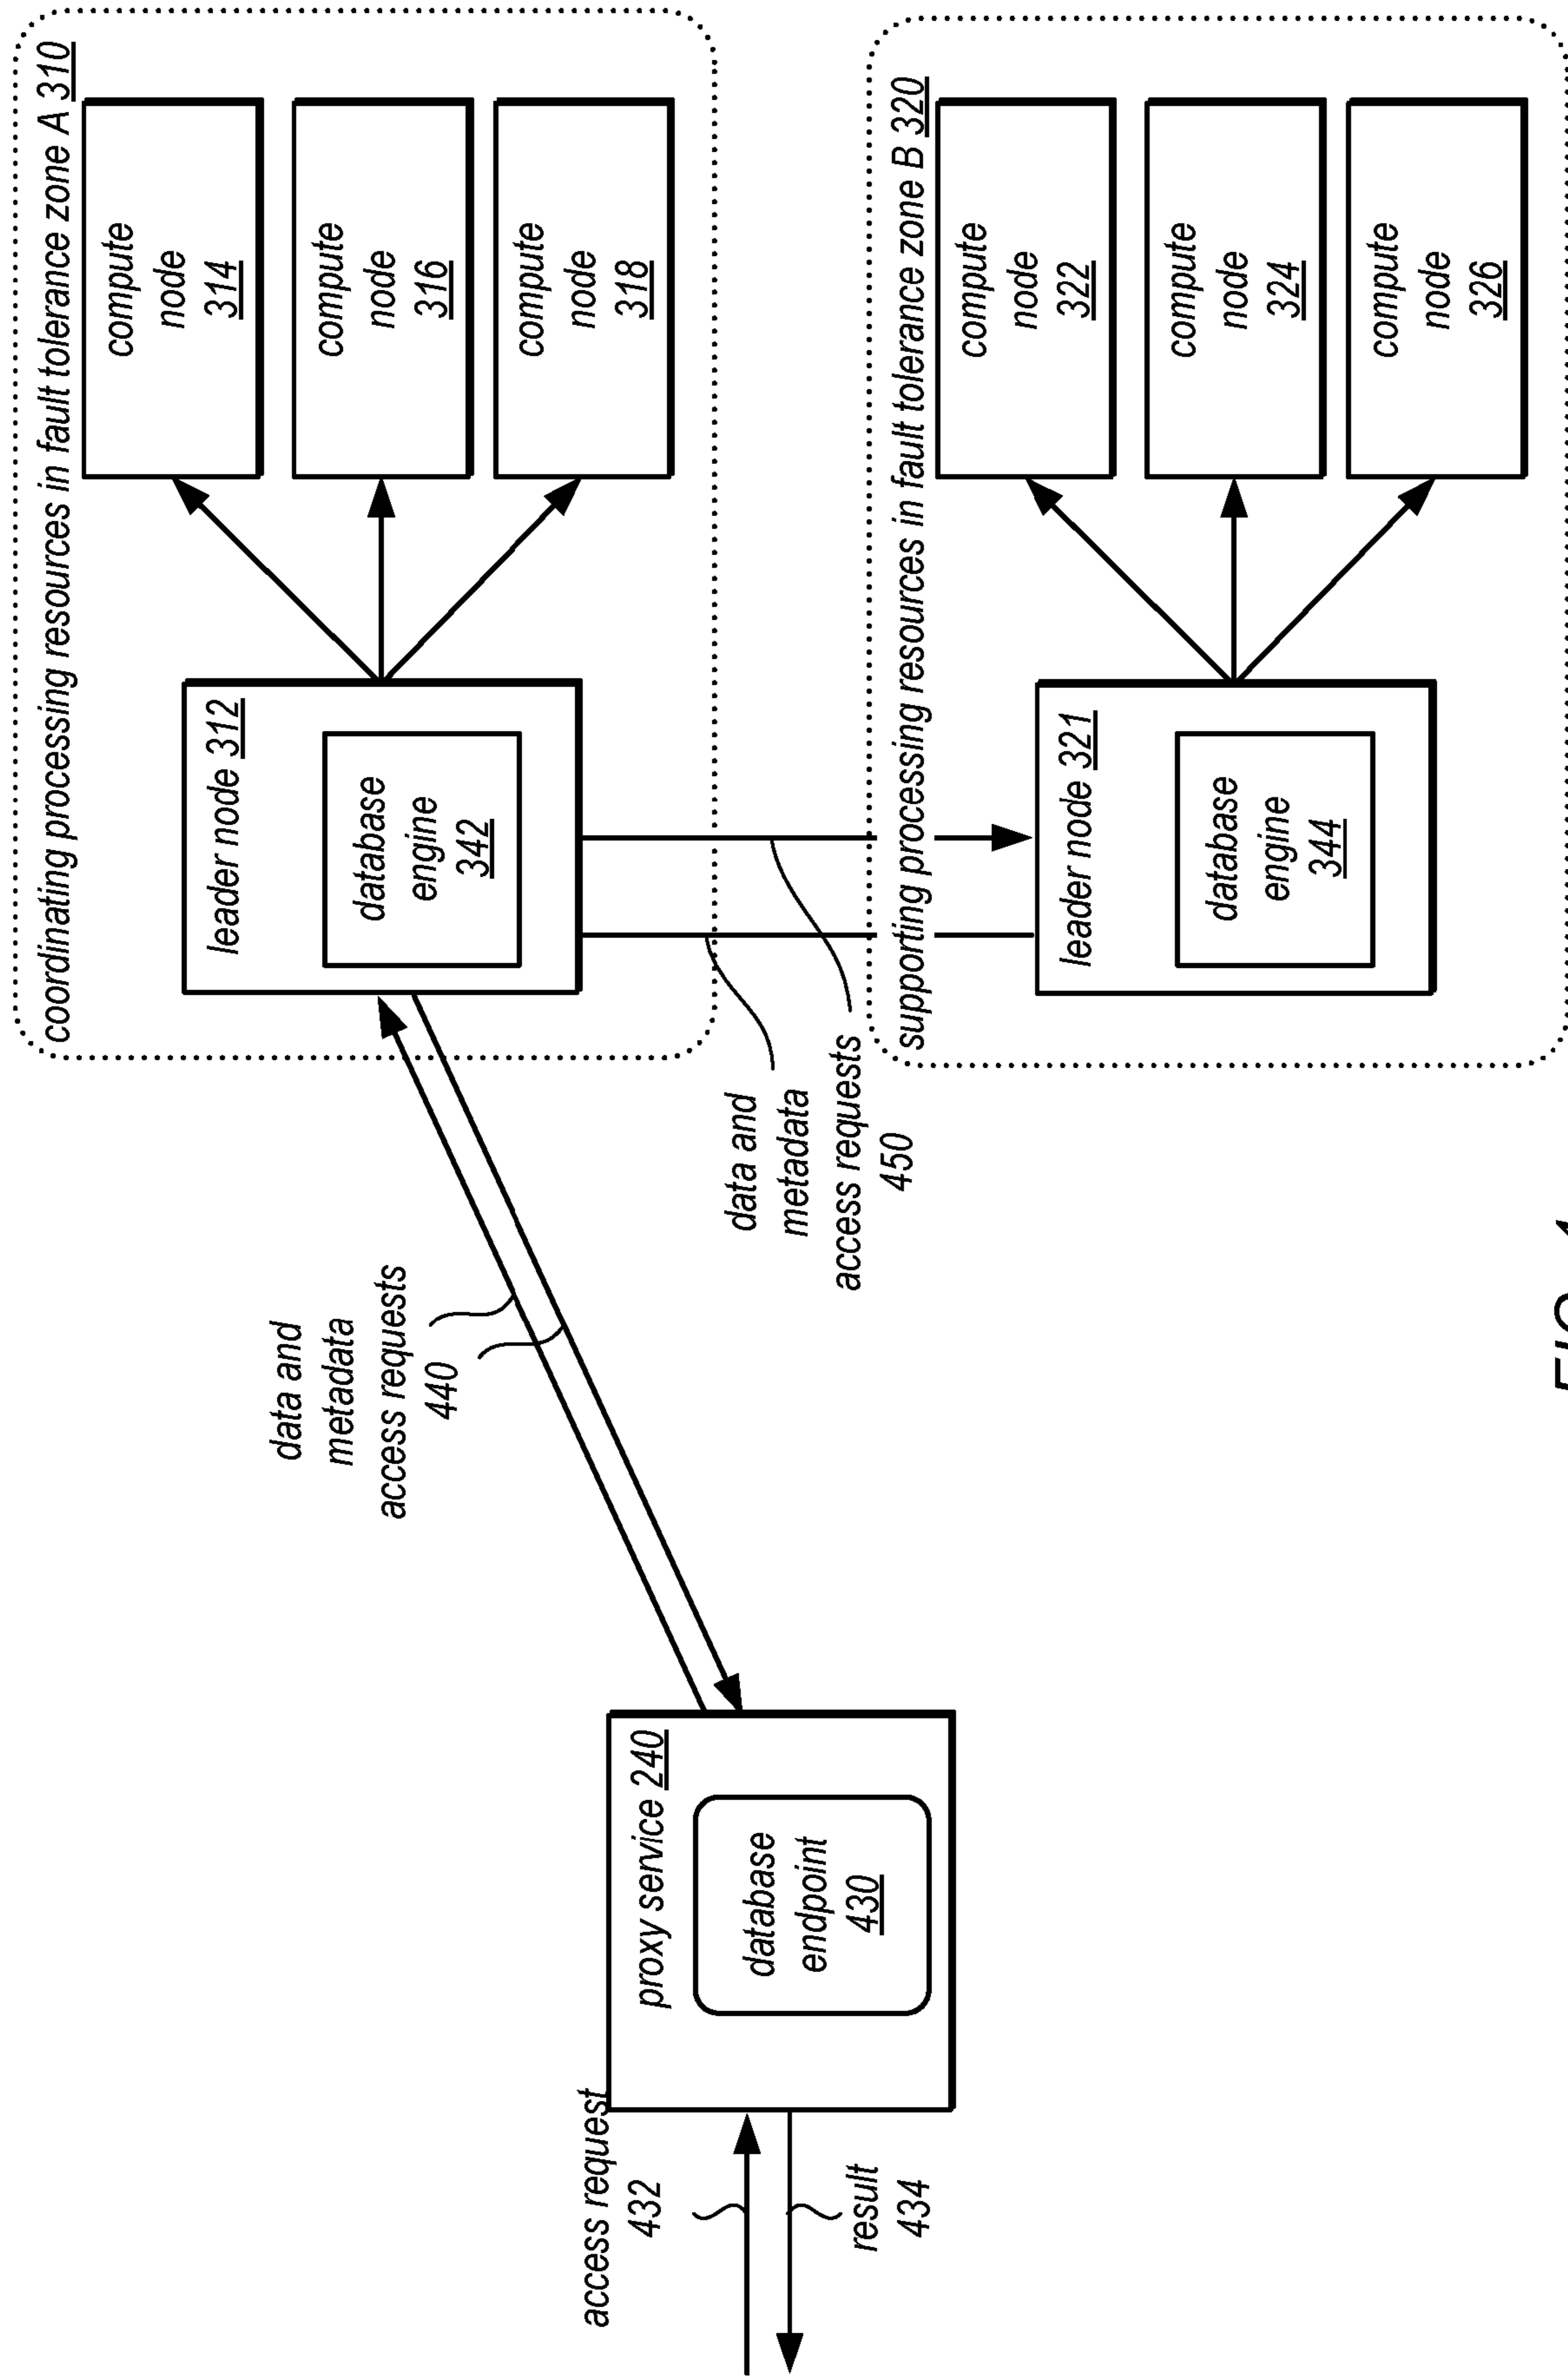 coordinating processing resources in fault tolerance zone A 310
leader node 312
database
engine
342
compute
node
314
compute
node
316
compute
node
318
data and
metadata
access requests
440
data and
metadata
access requests
450
proxy service 240
database
endpoint
430
access request
432
result
434
supporting processing resources in fault tolerance zone B 320
leader node 321
database
engine
344
compute
node
322
compute
node
324
compute
node
326